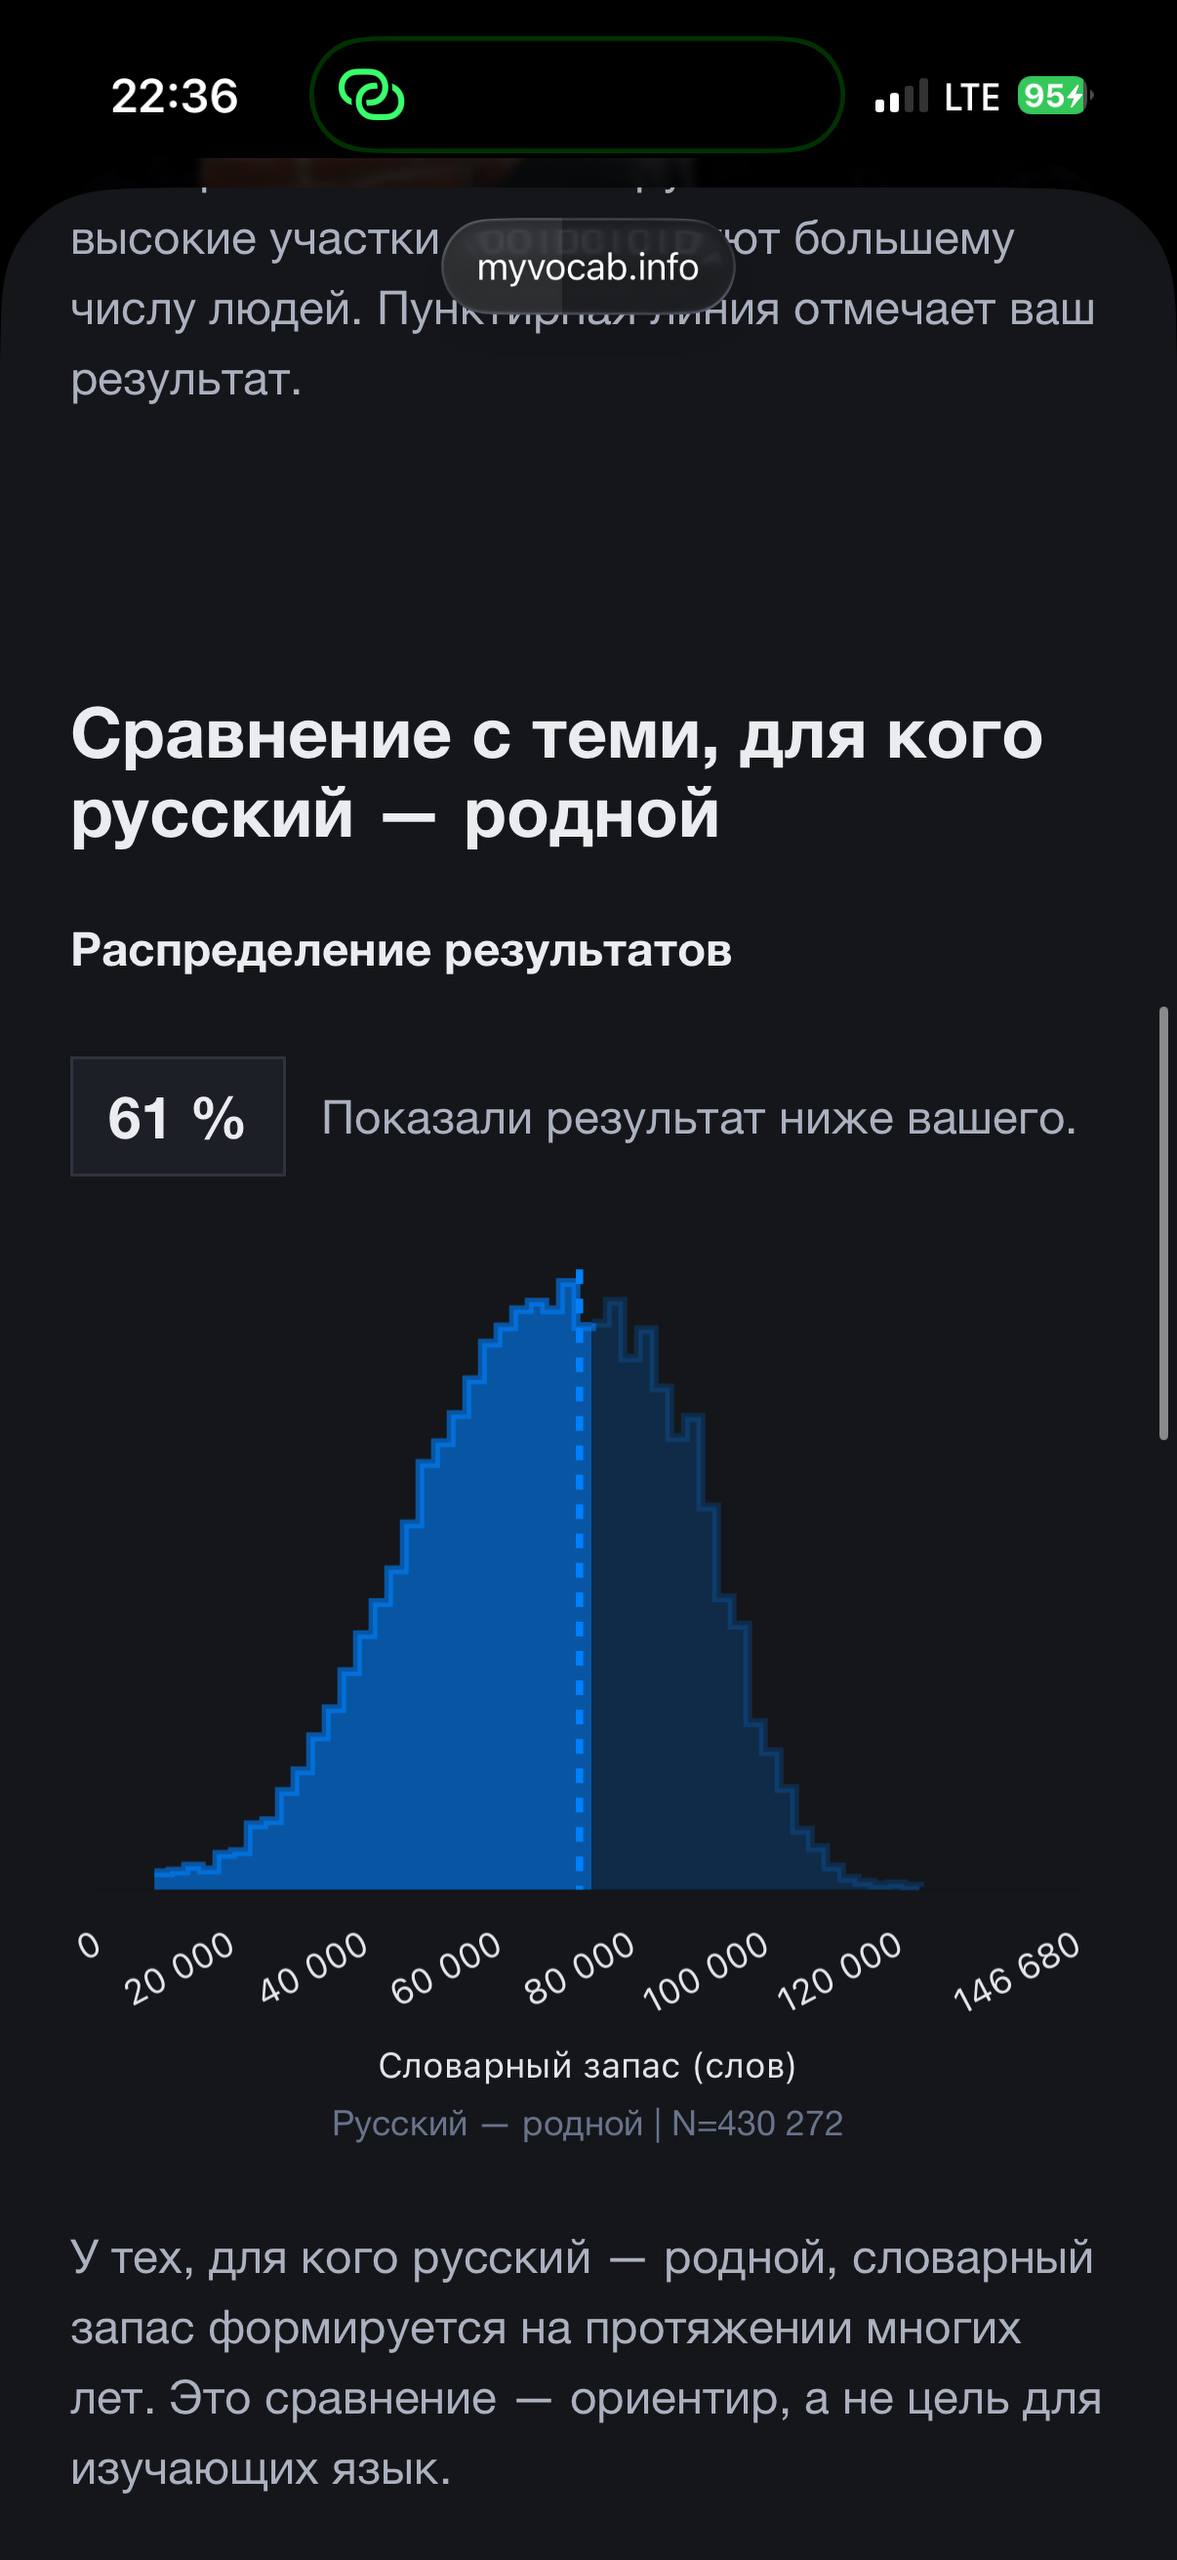 22:36
LTE 95
высокие участки
ют большему
myvocab.info
числу людей. Пунктирная линия отмечает ваш
результат.
Сравнение с теми, для кого
русский — родной
Распределение результатов
61 %
Показали результат ниже вашего.
0
20 000
40 000
60 000
80 000
100 000
120 000
146 680
Словарный запас (слов)
Русский — родной | N=430 272
У тех, для кого русский — родной, словарный
запас формируется на протяжении многих
лет. Это сравнение — ориентир, а не цель для
изучающих язык.